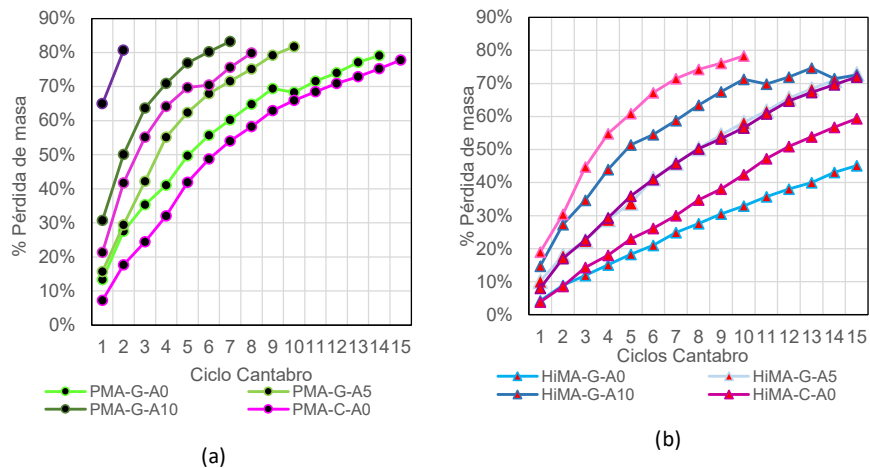 % Pérdida de masa
90%
80%
70%
60%
50%
40%
30%
20%
10%
0%
1 2 3 4 5 6 7 8 9 10 11 12 13 14 15
Ciclo Cantabro
PMA-G-A0 PMA-G-A5
PMA-G-A10 PMA-C-A0
(a)
% Pérdida de masa
90%
80%
70%
60%
50%
40%
30%
20%
10%
0%
1 2 3 4 5 6 7 8 9 10 11 12 13 14 15
Ciclos Cantabro
HiMA-G-A0 HiMA-G-A5
HiMA-G-A10 HiMA-C-A0
(b)